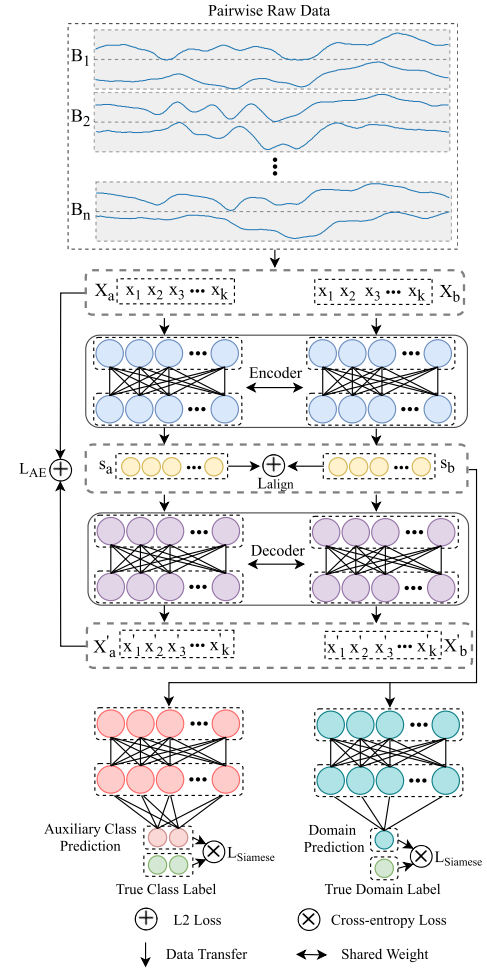 Pairwise Raw Data
B1
B2
Bn
Xa x1 x2 x3 ••• xk x1 x2 x3 ••• xk Xb
Encoder
LAE
sa
Lalign
sb
Decoder
X'a x'1 x'2 x'3 ••• x'k x'1 x'2 x'3 ••• x'k X'b
Auxiliary Class
Prediction
LSiamese
True Class Label
Domain
Prediction
LSiamese
True Domain Label
L2 Loss
Cross-entropy Loss
Data Transfer
Shared Weight